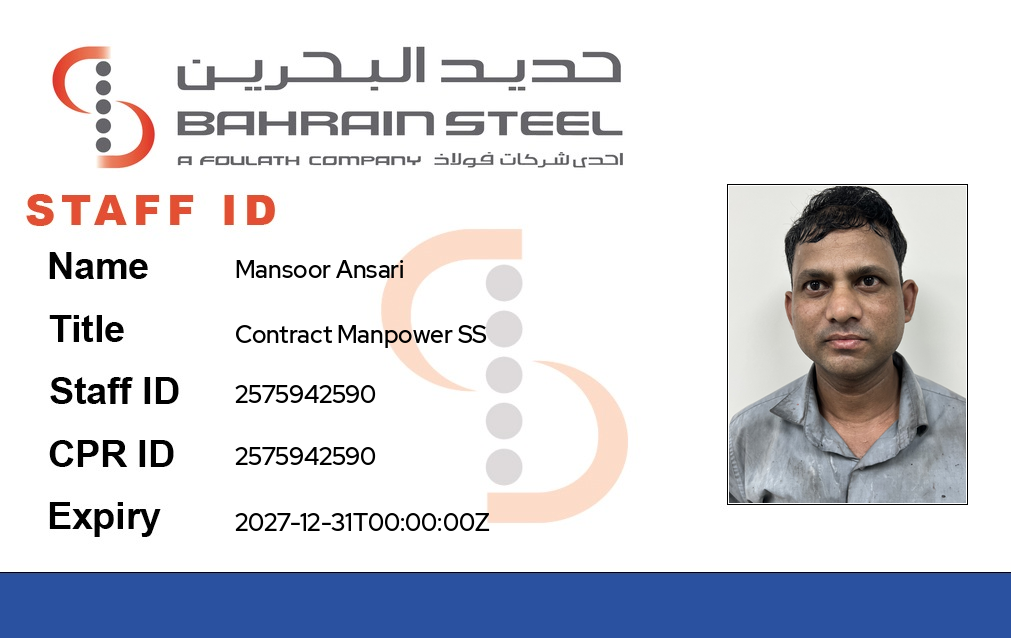 حديد البحرين
BAHRAIN STEEL
A FOULATH COMPANY احدى شركات فولاذ
STAFF ID
Name Mansoor Ansari
Title Contract Manpower SS
Staff ID 2575942590
CPR ID 2575942590
Expiry 2027-12-31T00:00:00Z